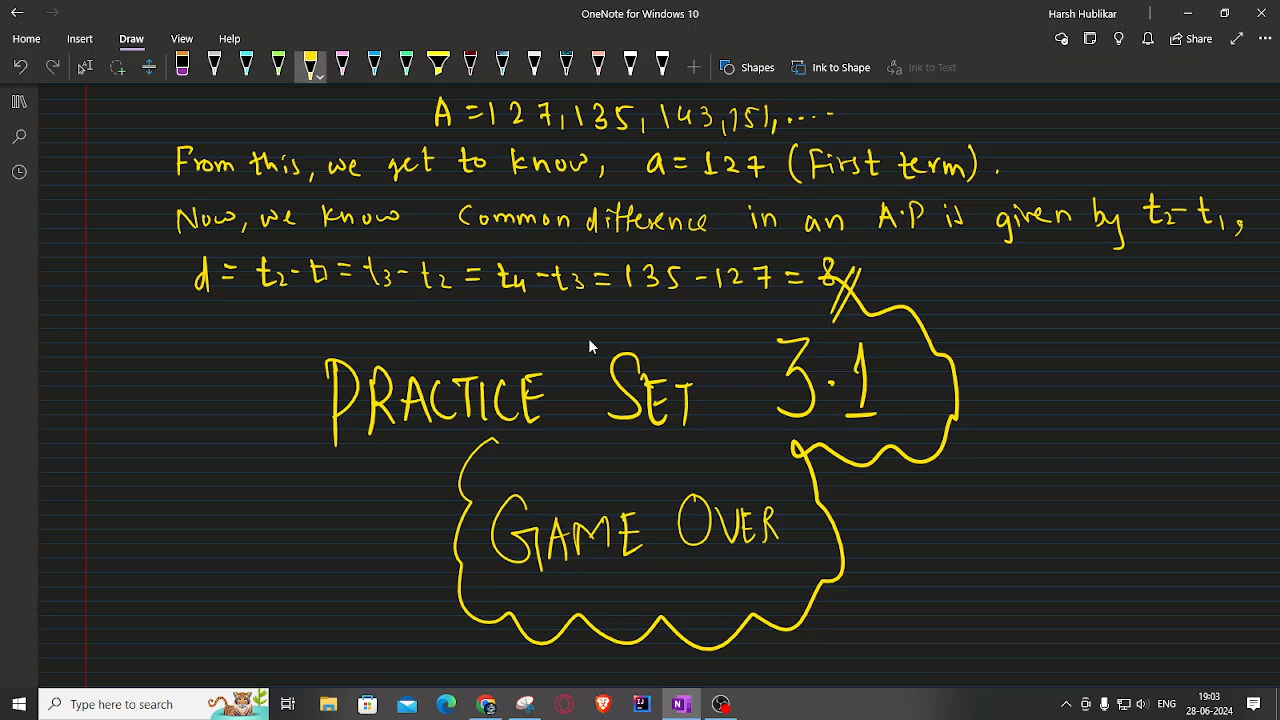 OneNote for Windows 10
Harsh Hublikar
Home Insert Draw View Help
Share
Shapes Ink to Shape Ink to Text
A = 127, 135, 143, 151, ....
From this, we get to know, a = 127 (First term).
Now, we know Common difference in an A.P is given by t2 - t1,
d = t2 - t1 = t3 - t2 = t4 - t3 = 135 - 127 = 8
PRACTICE SET 3.1
GAME OVER
Type here to search
ENG
19:03
28-06-2024